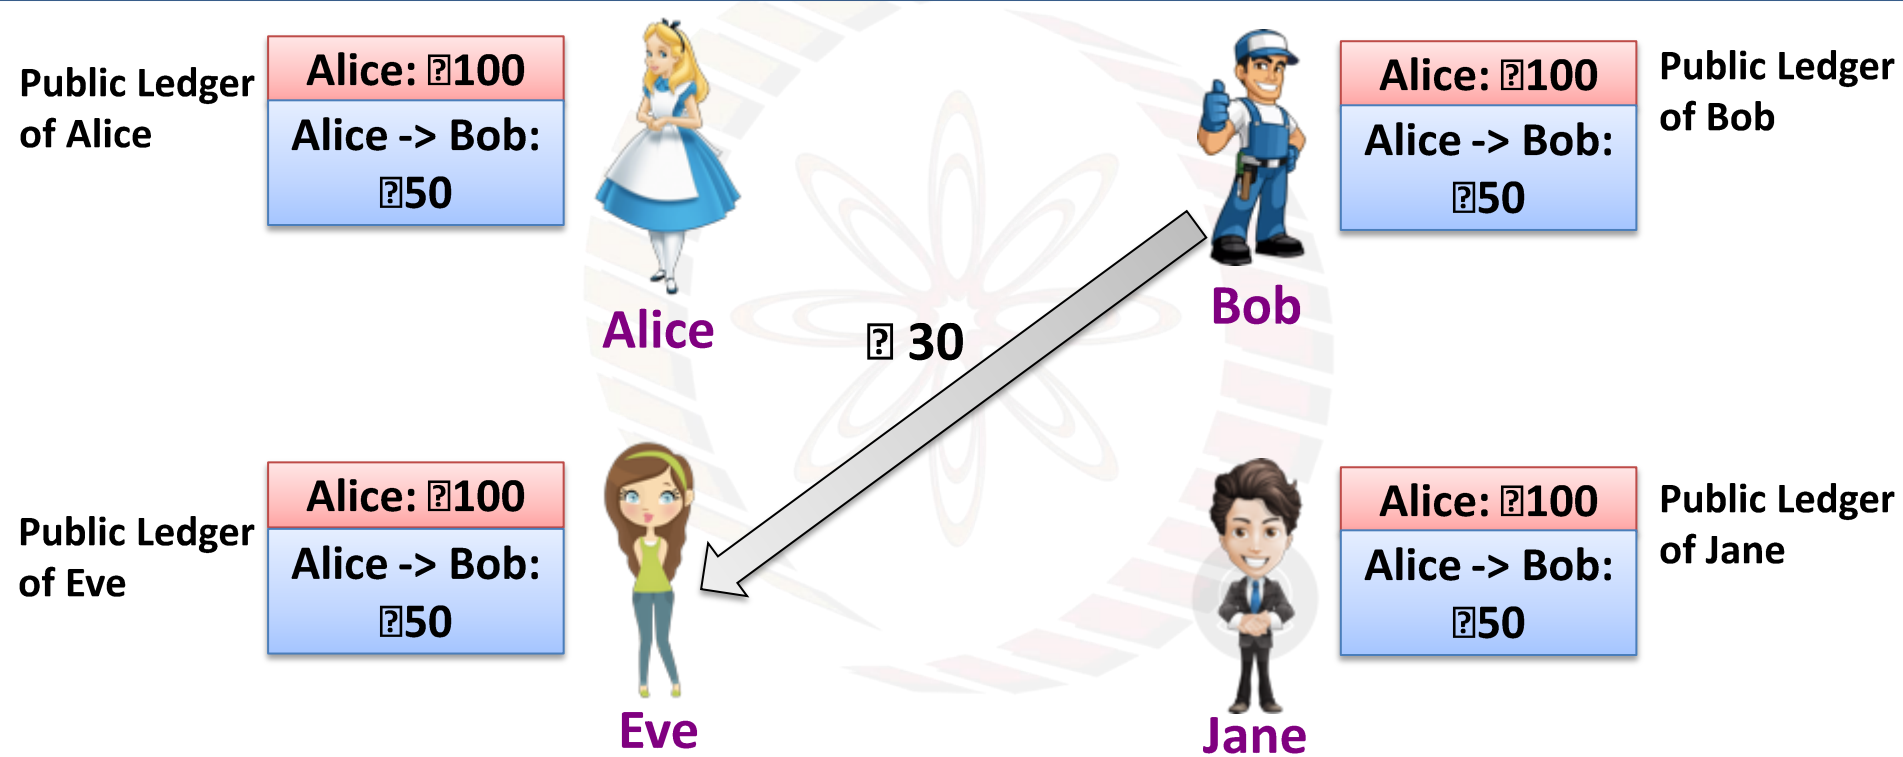 Public Ledger
of Alice
Alice: 100
Alice -> Bob:
50
Alice
Alice: 100
Alice -> Bob:
50
Public Ledger
of Bob
Bob
30
Public Ledger
of Eve
Alice: 100
Alice -> Bob:
50
Eve
Alice: 100
Alice -> Bob:
50
Public Ledger
of Jane
Jane